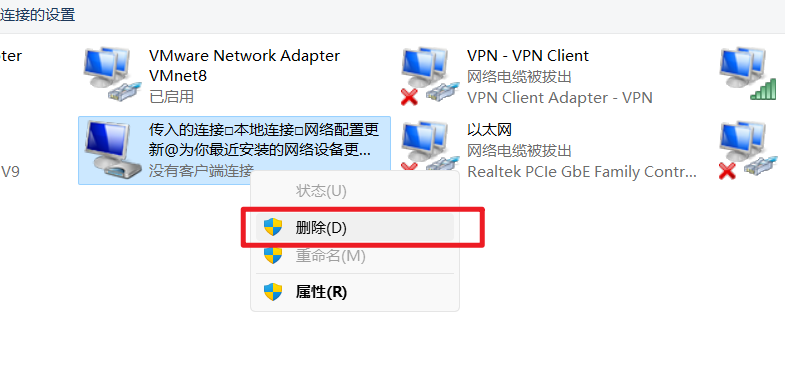 连接的设置
oter
VMware Network Adapter
VMnet8
已启用
VPN - VPN Client
网络电缆被拔出
VPN Client Adapter - VPN
V9
传入的连接□本地连接□网络配置更
新@为你最近安装的网络设备更...
没有客户端连接
以太网
网络电缆被拔出
Realtek PCIe GbE Family Contr...
状态(U)
删除(D)
重命名(M)
属性(R)